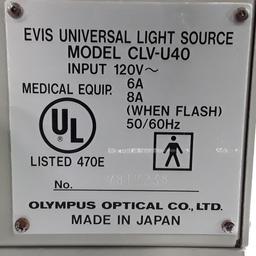 EVIS UNIVERSAL LIGHT SOURCE
MODEL CLV-U40
INPUT 120V~
MEDICAL EQUIP. 6A
8A
(WHEN FLASH)
50/60Hz
UL
LISTED 470E
No.
OLYMPUS OPTICAL CO., LTD.
MADE IN JAPAN